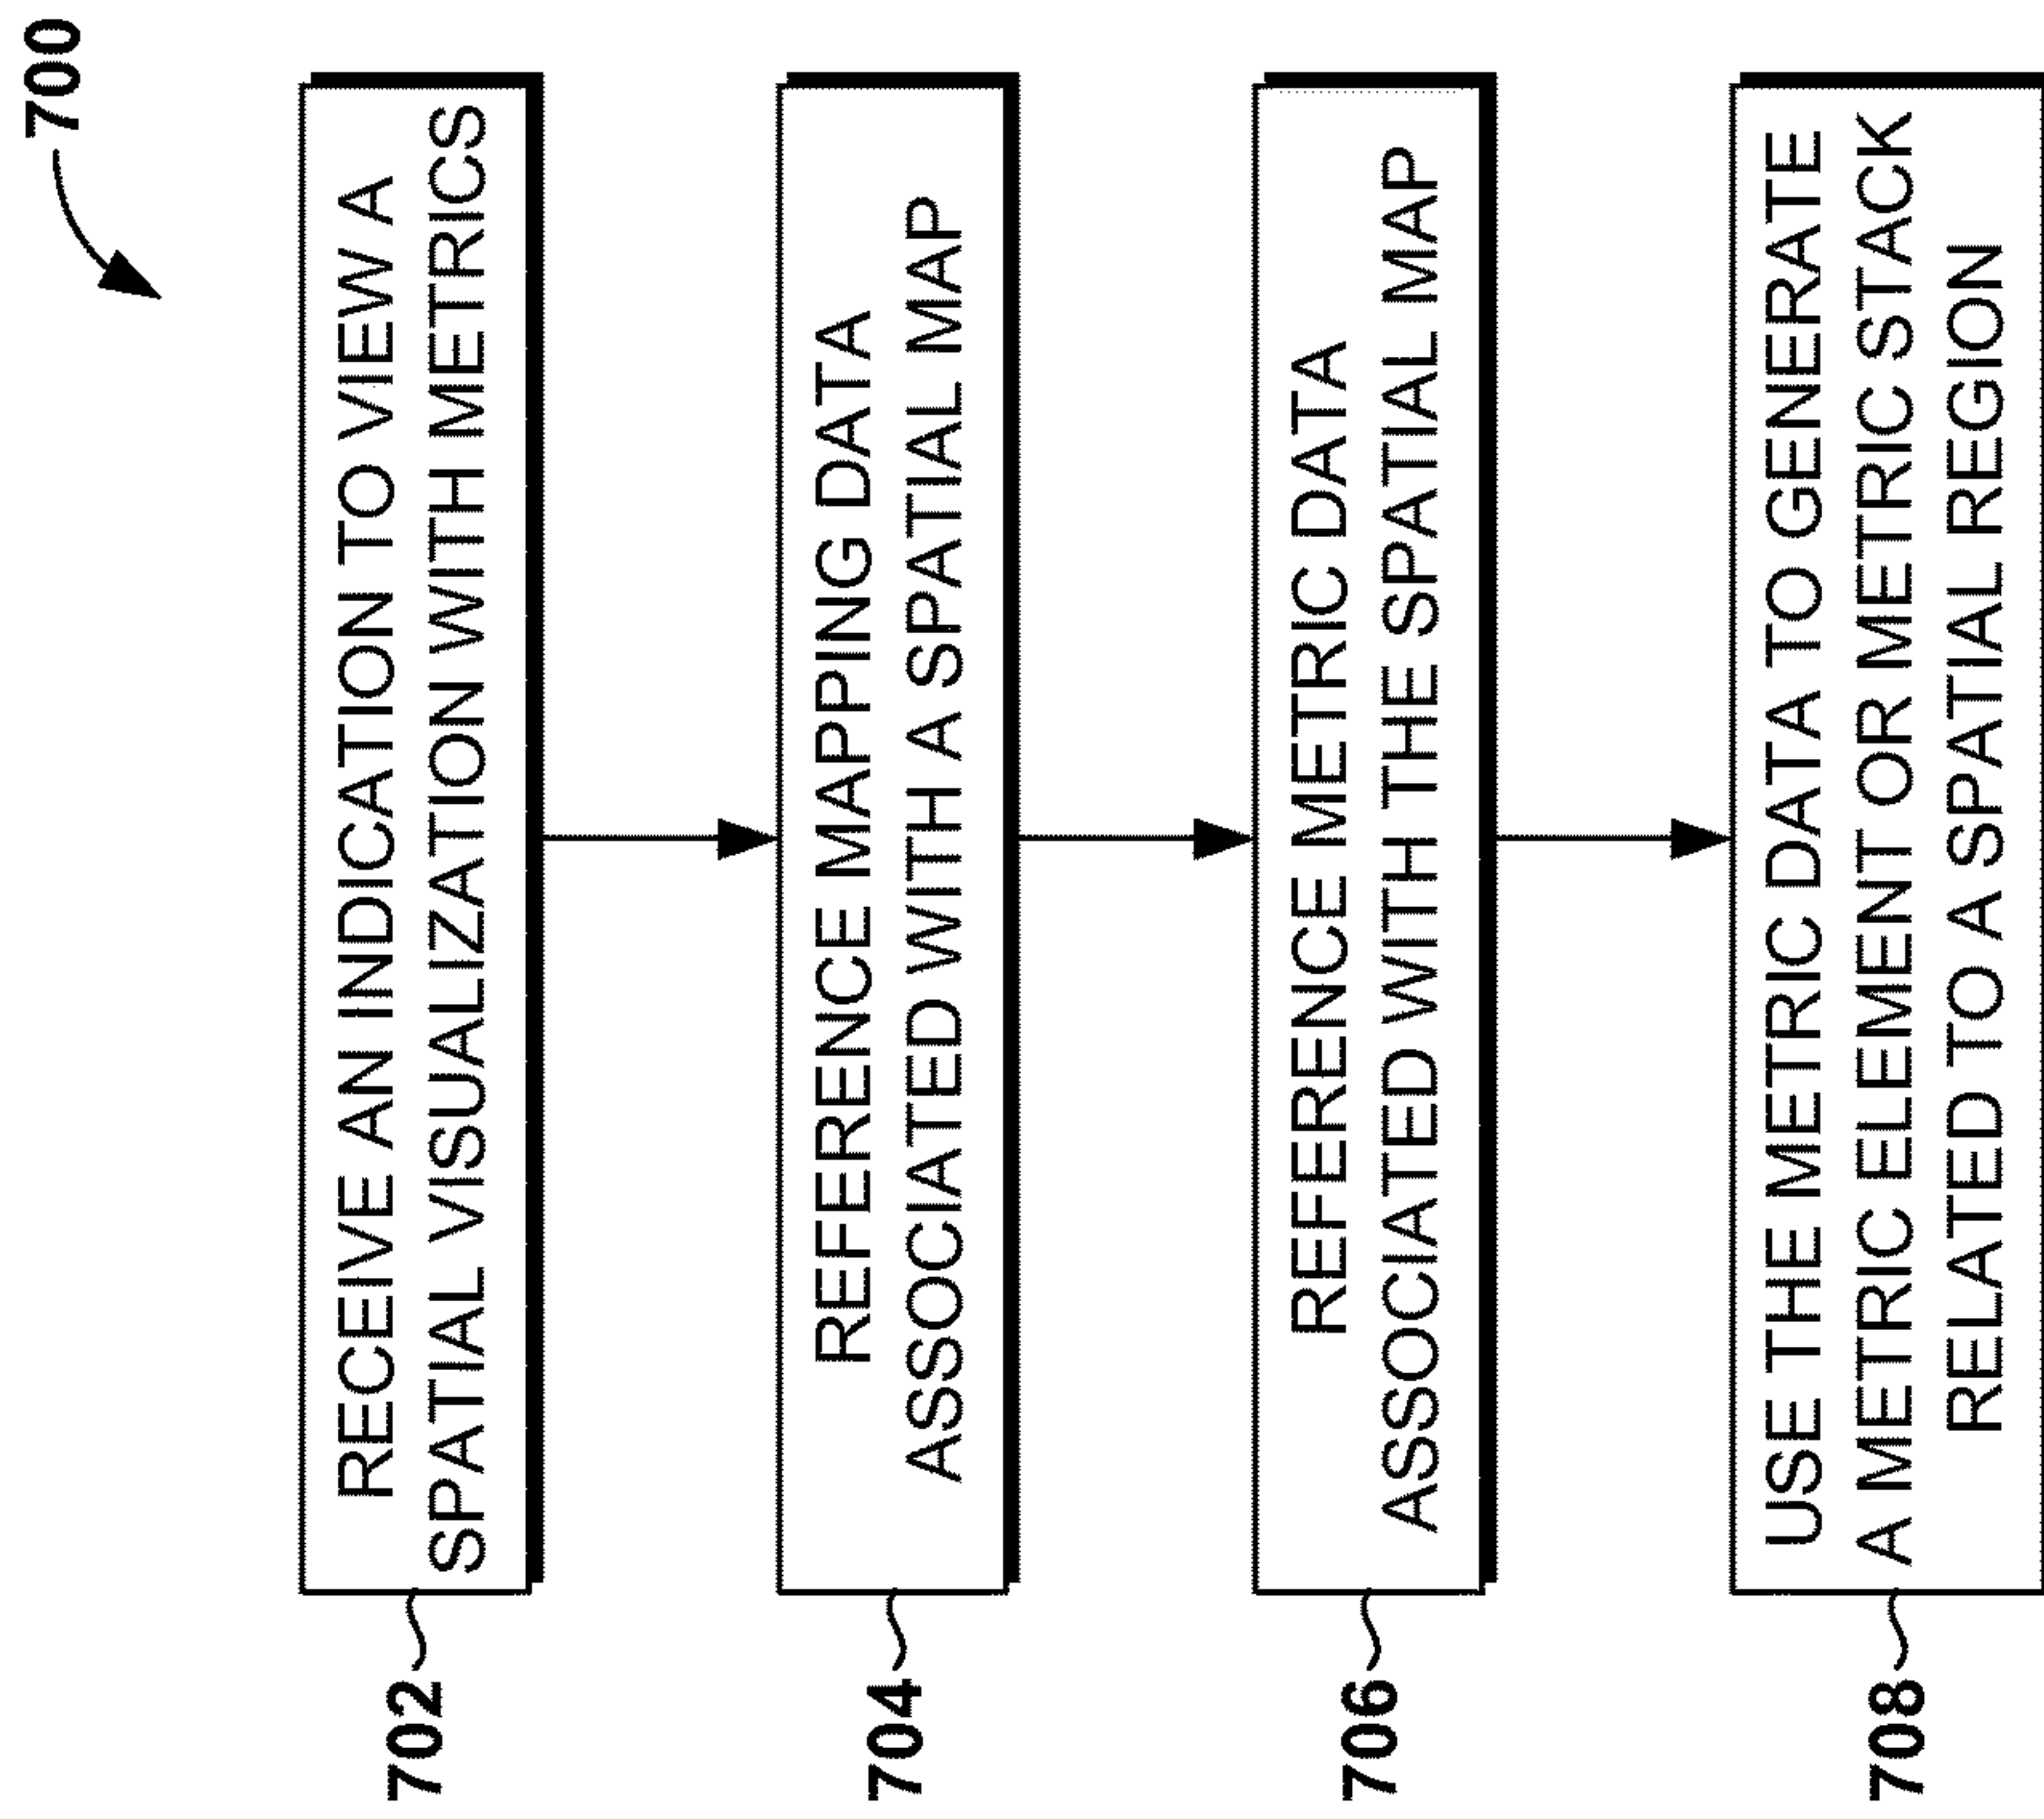 700
702
RECEIVE AN INDICATION TO VIEW A
SPATIAL VISUALIZATION WITH METRICS
704
REFERENCE MAPPING DATA
ASSOCIATED WITH A SPATIAL MAP
706
REFERENCE METRIC DATA
ASSOCIATED WITH THE SPATIAL MAP
708
USE THE METRIC DATA TO GENERATE
A METRIC ELEMENT OR METRIC STACK
RELATED TO A SPATIAL REGION